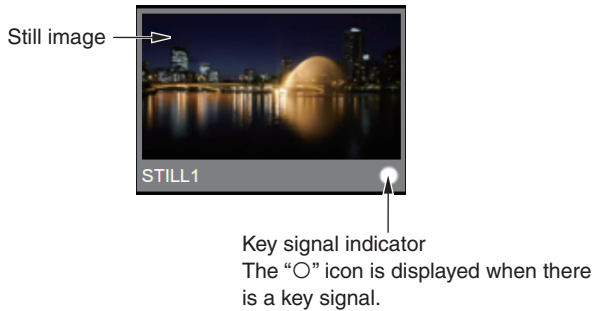 Still image
STILL1
Key signal indicator
The “○” icon is displayed when there
is a key signal.